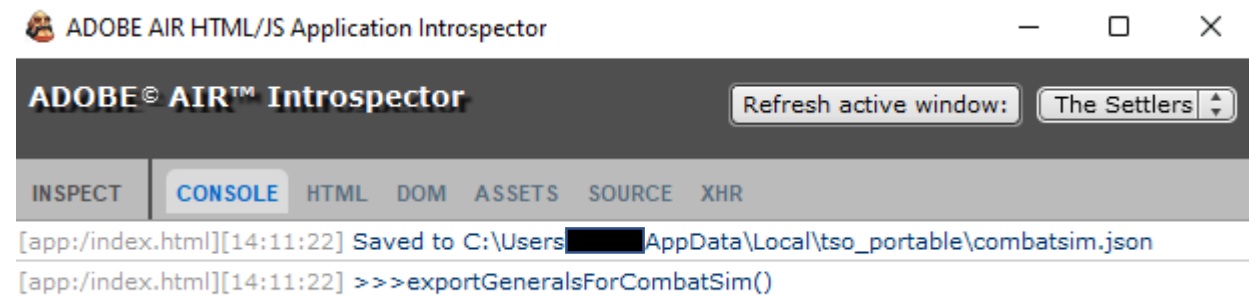 ADOBE AIR HTML/JS Application Introspector
ADOBE© AIR™ Introspector Refresh active window: The Settlers
INSPECT CONSOLE HTML DOM ASSETS SOURCE XHR
[app:/index.html][14:11:22] Saved to C:\Users AppData\Local\tso_portable\combatsim.json
[app:/index.html][14:11:22] >>>exportGeneralsForCombatSim()